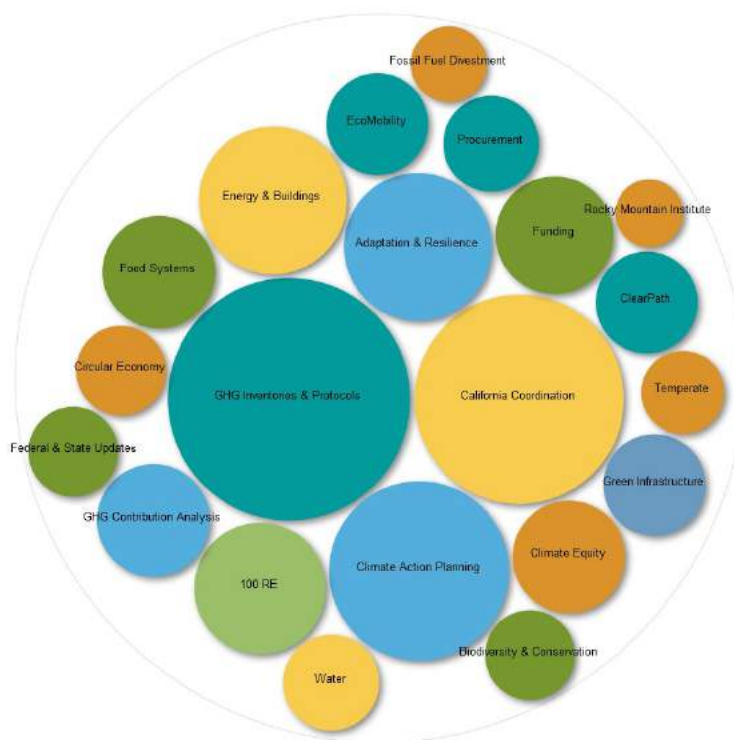 Fossil Fuel Divestment
EcoMobility
Procurement
Energy & Buildings
Rocky Mountain Institute
Adaptation & Resilience
Funding
Food Systems
ClearPath
Circular Economy
Temperate
GHG Inventories & Protocols
California Coordination
Federal & State Updates
Green Infrastructure
GHG Contribution Analysis
Climate Equity
Climate Action Planning
100 RE
Biodiversity & Conservation
Water